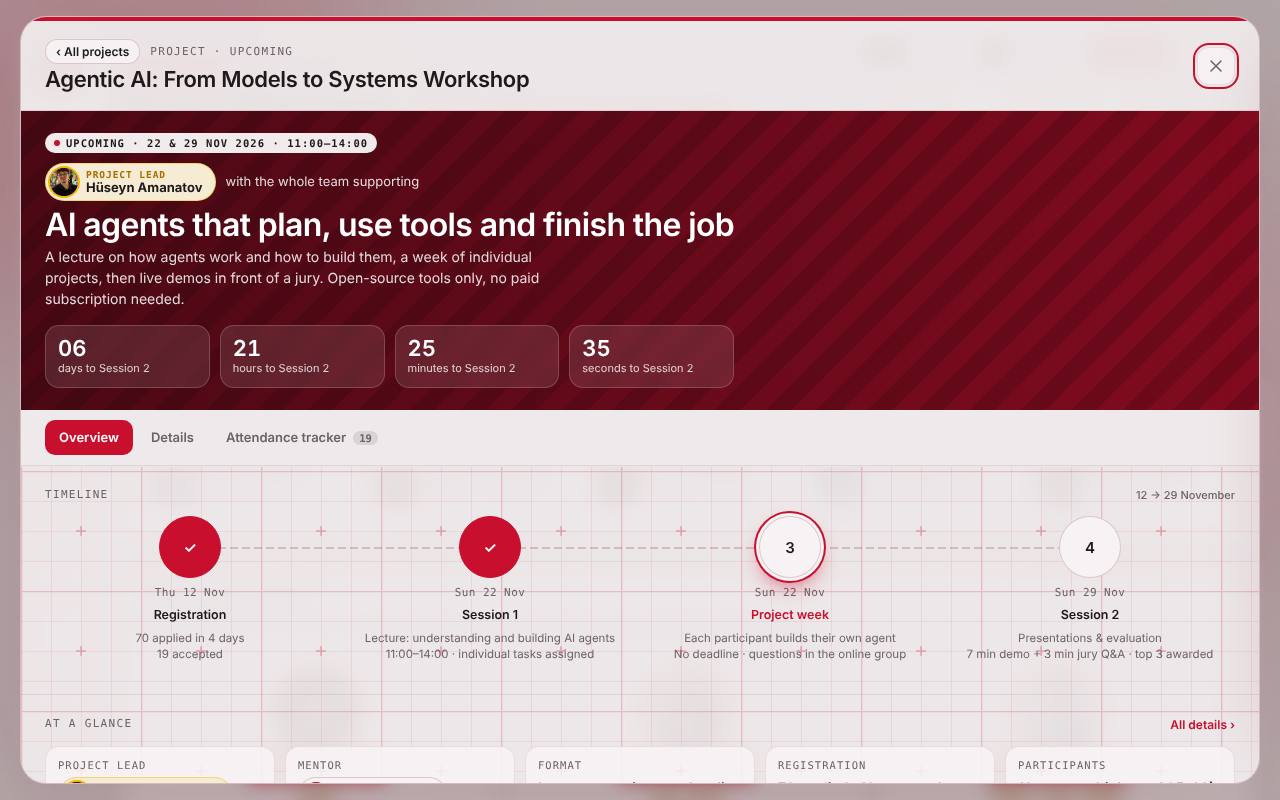 ‹ All projects
PROJECT · UPCOMING
Agentic AI: From Models to Systems Workshop
UPCOMING · 22 & 29 NOV 2026 · 11:00–14:00
PROJECT LEAD
Hüseyn Amanatov
with the whole team supporting
AI agents that plan, use tools and finish the job
A lecture on how agents work and how to build them, a week of individual
projects, then live demos in front of a jury. Open-source tools only, no paid
subscription needed.
06
days to Session 2
21
hours to Session 2
25
minutes to Session 2
35
seconds to Session 2
Overview
Details
Attendance tracker 19
TIMELINE
12 → 29 November
Thu 12 Nov
Registration
70 applied in 4 days
19 accepted
Sun 22 Nov
Session 1
Lecture: understanding and building AI agents
11:00–14:00 · individual tasks assigned
3
Sun 22 Nov
Project week
Each participant builds their own agent
No deadline · questions in the online group
4
Sun 29 Nov
Session 2
Presentations & evaluation
7 min demo + 3 min jury Q&A · top 3 awarded
AT A GLANCE
All details ›
PROJECT LEAD
MENTOR
FORMAT
REGISTRATION
PARTICIPANTS